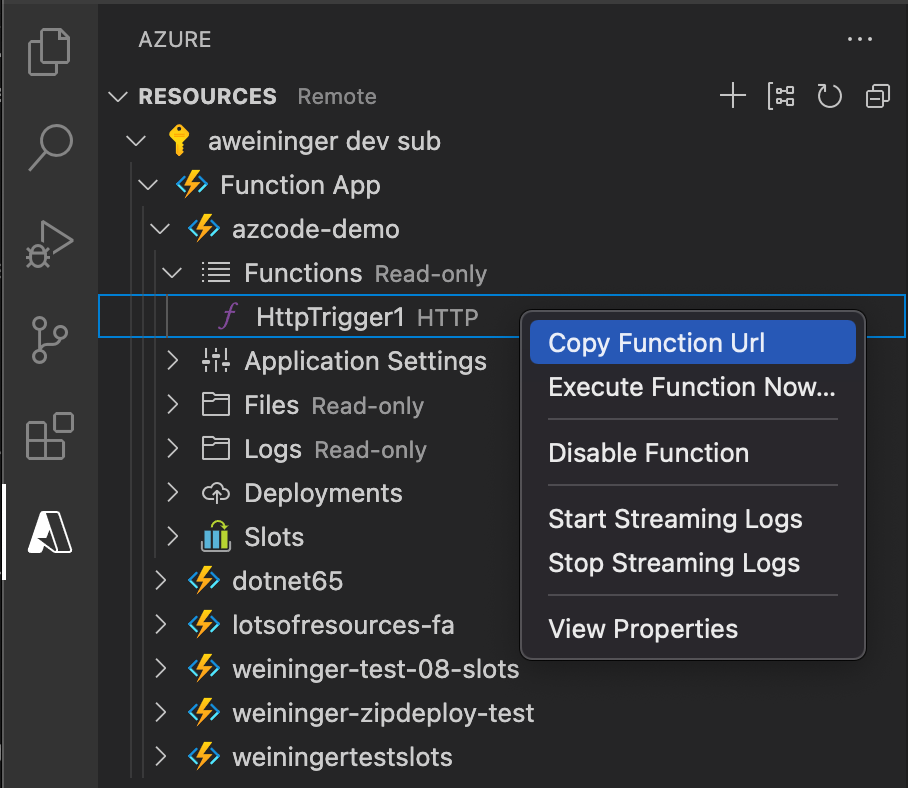 AZURE
RESOURCES Remote
aweininger dev sub
Function App
azcode-demo
Functions Read-only
HttpTrigger1 HTTP
Application Settings
Files Read-only
Logs Read-only
Deployments
Slots
dotnet65
lotsofresources-fa
weininger-test-08-slots
weininger-zipdeploy-test
weiningertestslots
Copy Function Url
Execute Function Now...
Disable Function
Start Streaming Logs
Stop Streaming Logs
View Properties